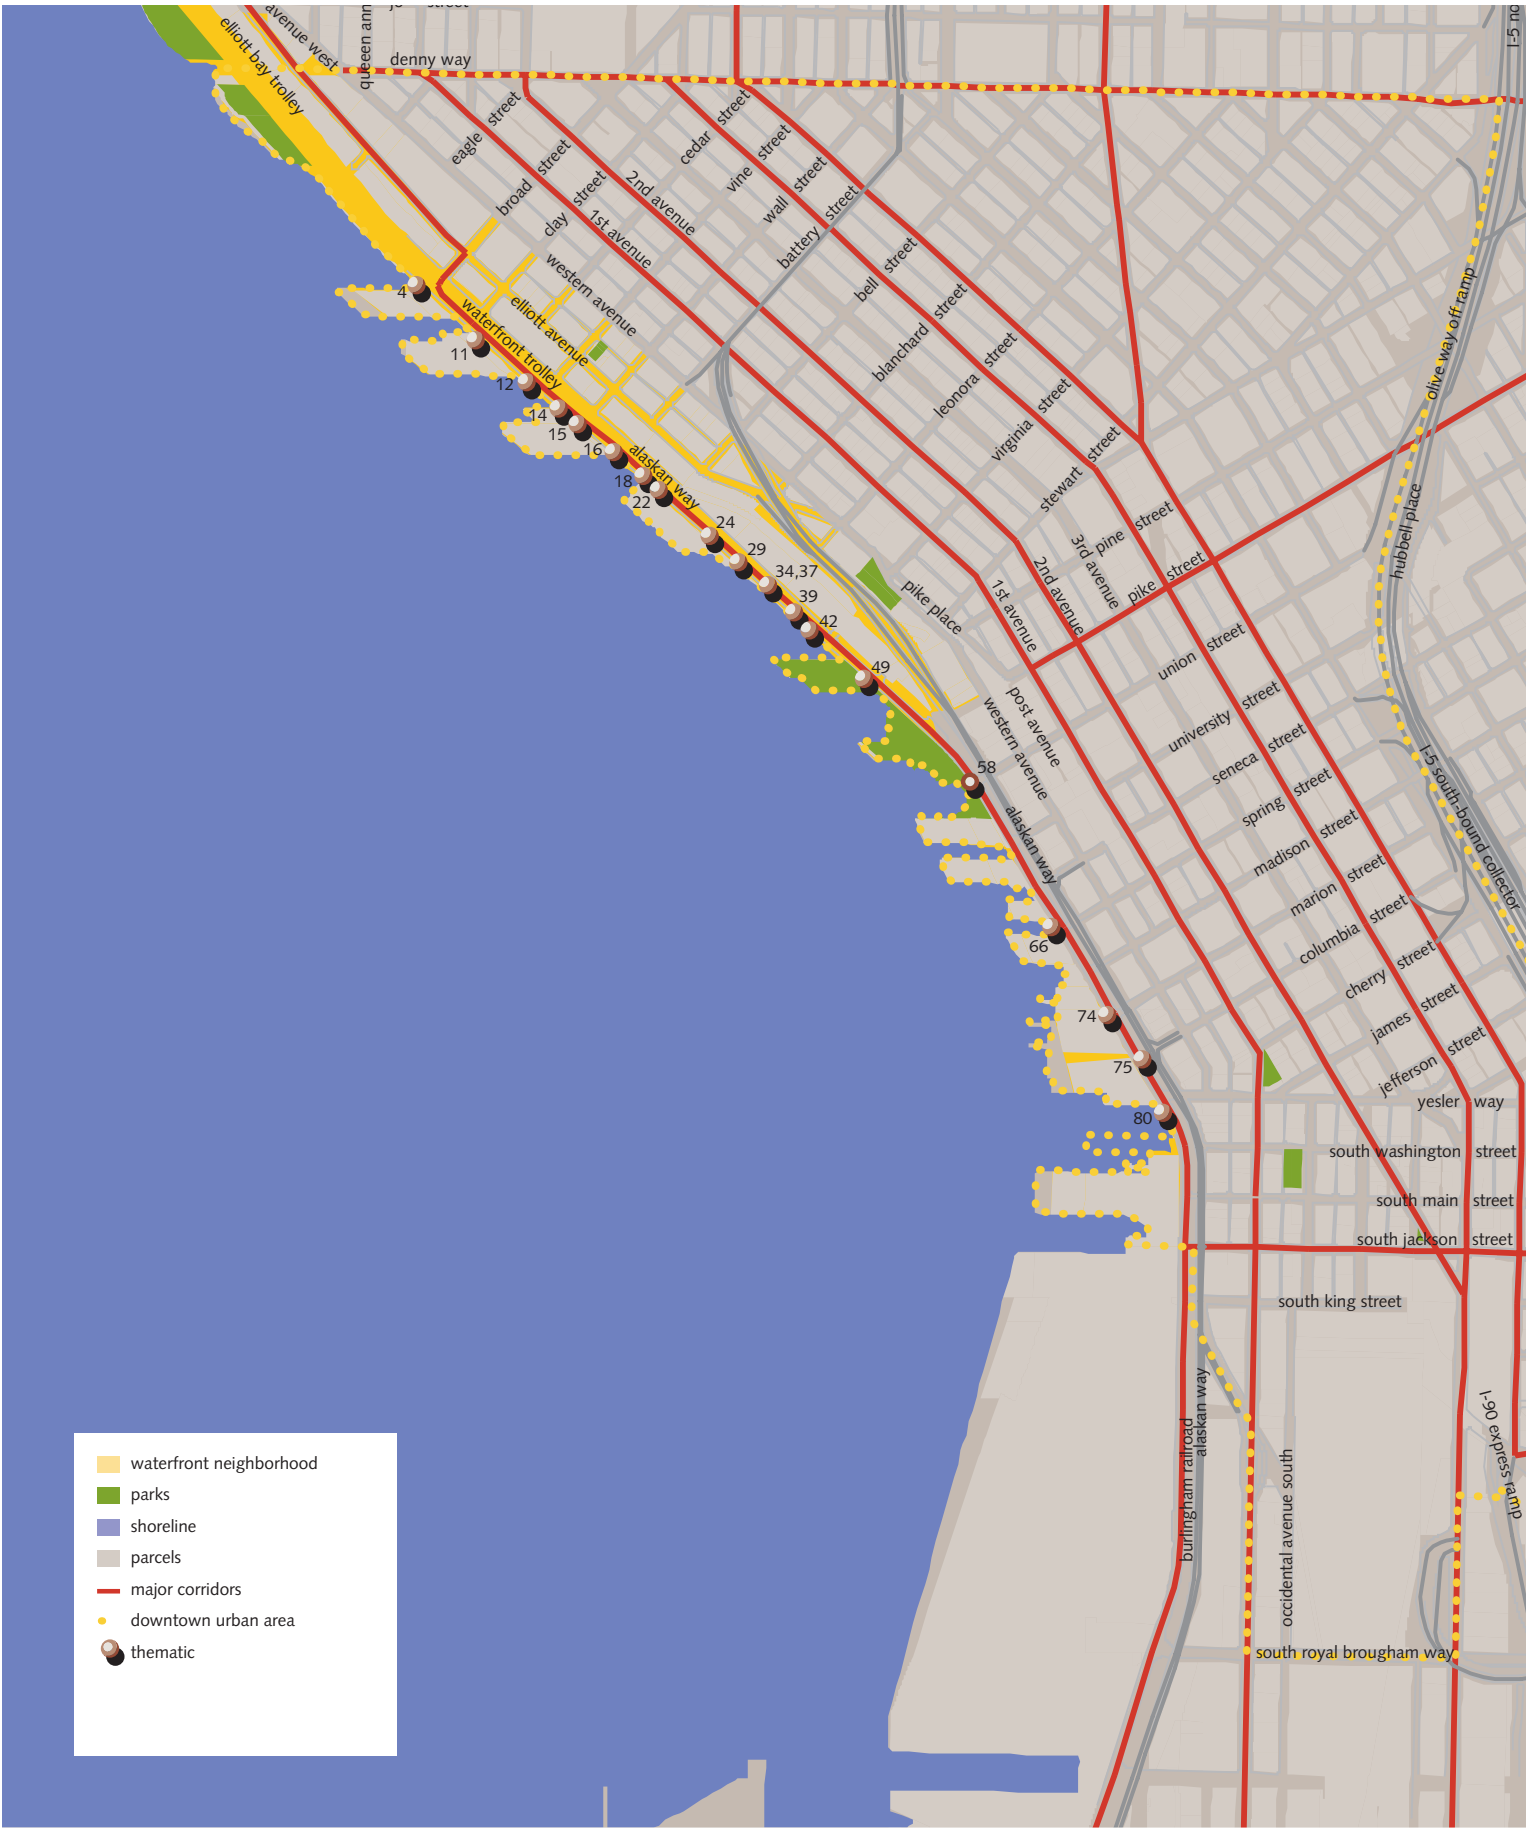 street
avenue west
queeen ann
I-5 no
elliott bay trolley
denny way
eagle street
broad street
clay street
cedar street
vine street
wall street
battery street
2nd avenue
1st avenue
western avenue
elliott avenue
waterfront trolley
alaskan way
bell street
blanchard street
leonora street
virginia street
stewart street
olive way off ramp
hubbell place
4
11
12
14
15
16
18
22
24
29
34,37
39
42
49
58
66
74
75
80
pine street
pike street
3rd avenue
2nd avenue
1st avenue
pike place
post avenue
western avenue
alaskan way
union street
university street
seneca street
spring street
madison street
marion street
columbia street
cherry street
james street
jefferson street
I-5 south-bound collector
yesler way
south washington street
south main street
south jackson street
south king street
burlingham railroad
alaskan way
occidental avenue south
I-90 express ramp
south royal brougham way
waterfront neighborhood
parks
shoreline
parcels
major corridors
downtown urban area
thematic